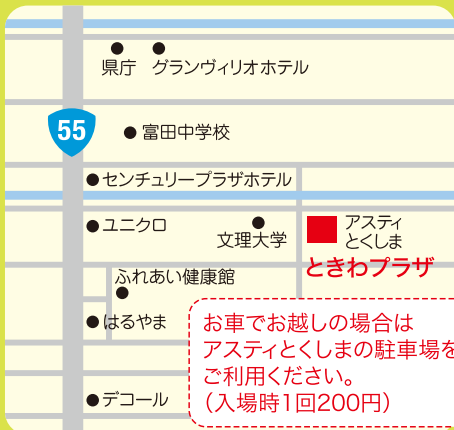 県庁
グランヴィリオホテル
55
富田中学校
センチュリープラザホテル
ユニクロ
文理大学
アスティ
とくしま
ときわプラザ
ふれあい健康館
はるやま
デコール
お車でお越しの場合は
アスティとくしまの駐車場を
ご利用ください。
（入場時1回200円）